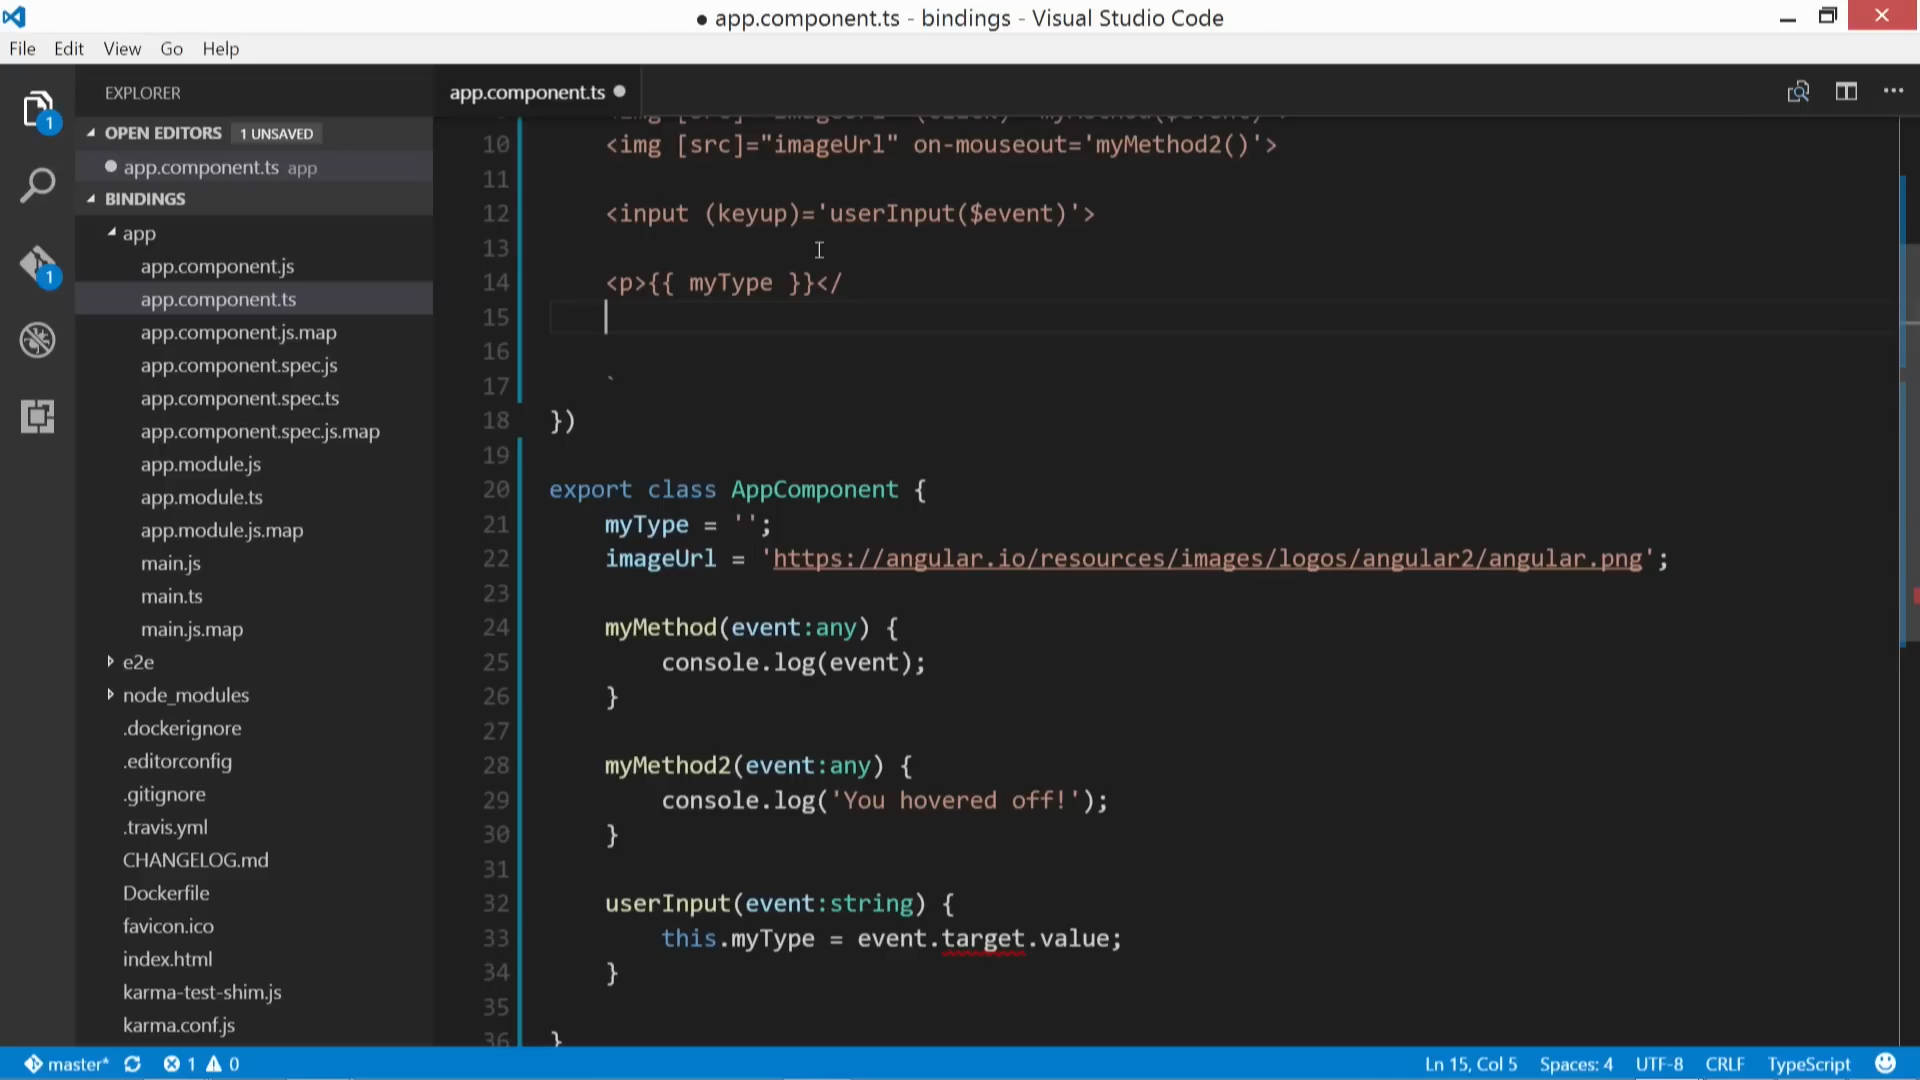 ● app.component.ts - bindings - Visual Studio Code
File Edit View Go Help
EXPLORER
OPEN EDITORS 1 UNSAVED
app.component.ts app
BINDINGS
app
app.component.js
app.component.ts
app.component.js.map
app.component.spec.js
app.component.spec.ts
app.component.spec.js.map
app.module.js
app.module.ts
app.module.js.map
main.js
main.ts
main.js.map
e2e
node_modules
.dockerignore
.editorconfig
.gitignore
.travis.yml
CHANGELOG.md
Dockerfile
favicon.ico
index.html
karma-test-shim.js
karma.conf.js
1
1
app.component.ts ●
10 <img [src]="imageUrl" on-mouseout='myMethod2()'>
11
12 <input (keyup)='userInput($event)'>
13
14 <p>{{ myType }}</
15
16
17 `
18 })
19
20 export class AppComponent {
21 myType = '';
22 imageUrl = 'https://angular.io/resources/images/logos/angular2/angular.png';
23
24 myMethod(event:any) {
25 console.log(event);
26 }
27
28 myMethod2(event:any) {
29 console.log('You hovered off!');
30 }
31
32 userInput(event:string) {
33 this.myType = event.target.value;
34 }
35
36 }
master* 1 0 Ln 15, Col 5 Spaces: 4 UTF-8 CRLF TypeScript